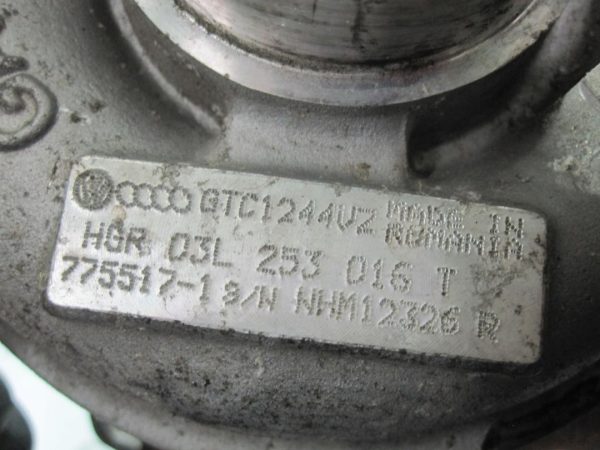 GTC1244VZ MADE IN ROMANIA
HGR 03L 253 016 T
775517-1 S/N NHM12326 R